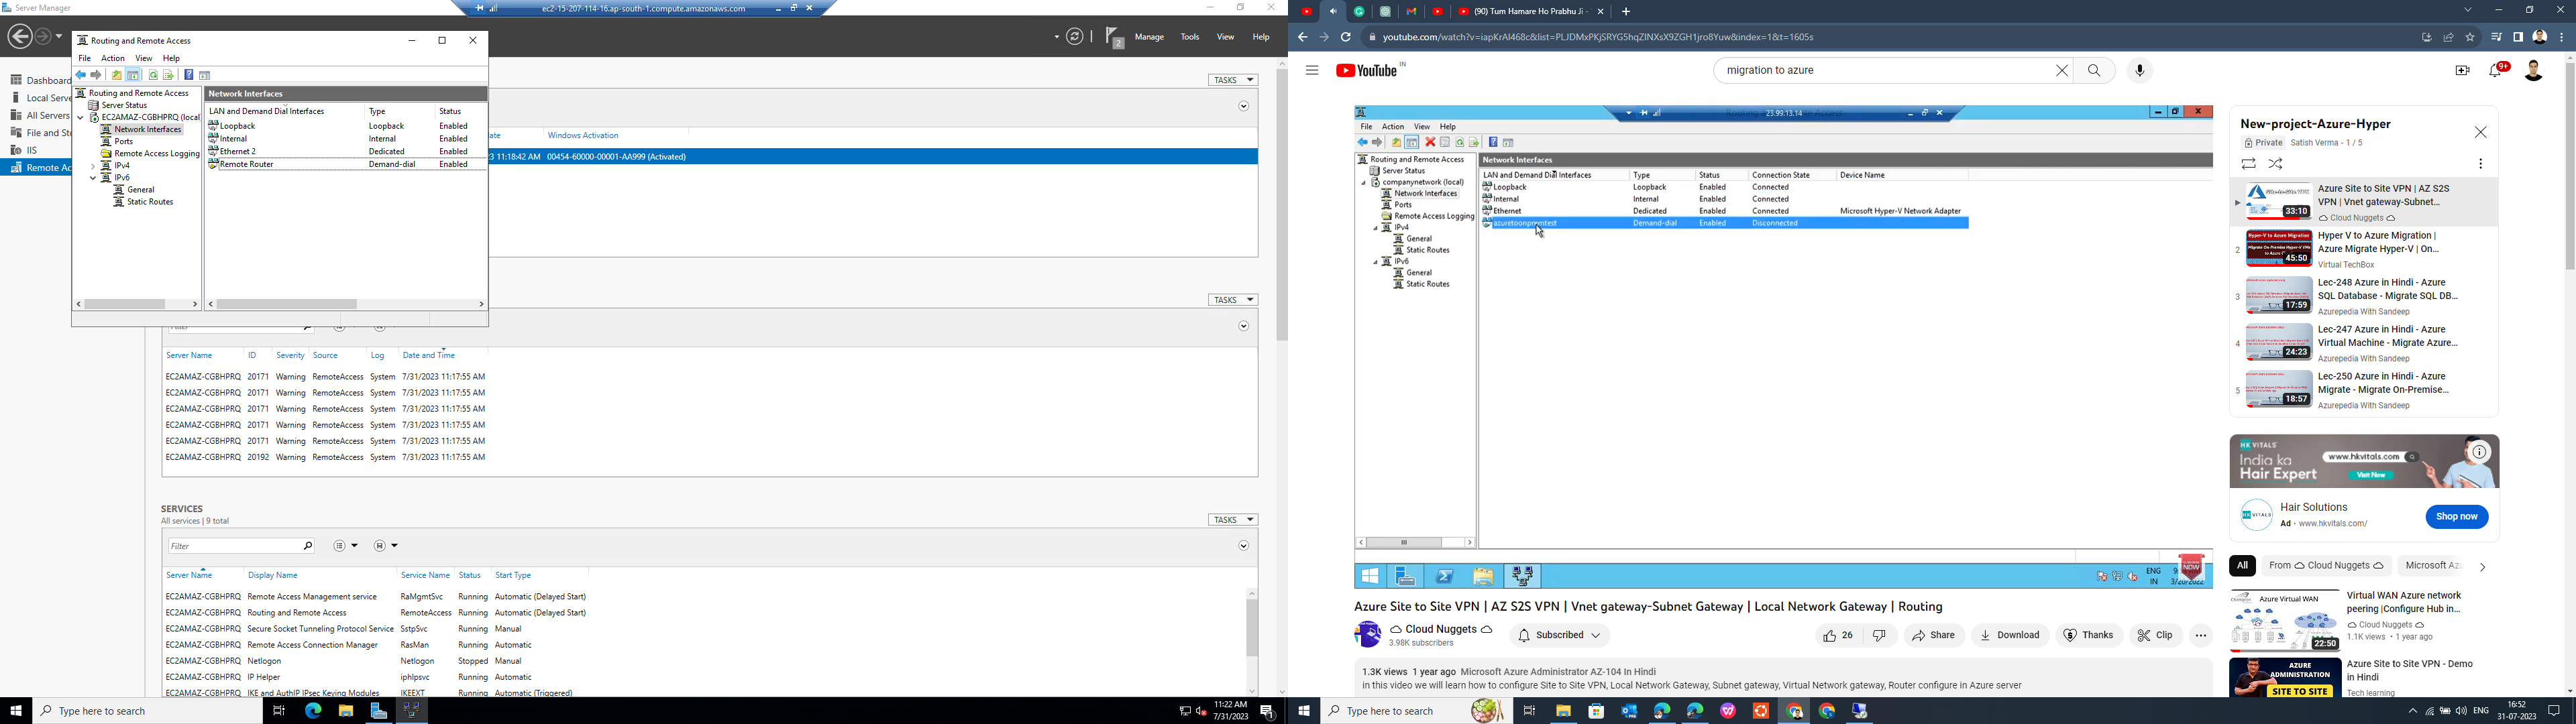 Server Manager
ec2-15-207-114-16.ap-south-1.compute.amazonaws.com
2
Manage
Tools
View
Help
Dashboard
Local Serve
All Servers
File and Sto
IIS
Remote Ac
Routing and Remote Access
File Action View Help
Routing and Remote Access
Server Status
EC2AMAZ-CGBHPRQ (local
Network Interfaces
Ports
Remote Access Logging
IPv4
IPv6
General
Static Routes
Network Interfaces
LAN and Demand Dial Interfaces Type Status
Loopback Loopback Enabled
Internal Internal Enabled
Ethernet 2 Dedicated Enabled
Remote Router Demand-dial Enabled
TASKS
ate Windows Activation
3 11:18:42 AM 00454-60000-00001-AA999 (Activated)
TASKS
Filter
Server Name ID Severity Source Log Date and Time
EC2AMAZ-CGBHPRQ 20171 Warning RemoteAccess System 7/31/2023 11:17:55 AM
EC2AMAZ-CGBHPRQ 20171 Warning RemoteAccess System 7/31/2023 11:17:55 AM
EC2AMAZ-CGBHPRQ 20171 Warning RemoteAccess System 7/31/2023 11:17:55 AM
EC2AMAZ-CGBHPRQ 20171 Warning RemoteAccess System 7/31/2023 11:17:55 AM
EC2AMAZ-CGBHPRQ 20171 Warning RemoteAccess System 7/31/2023 11:17:55 AM
EC2AMAZ-CGBHPRQ 20192 Warning RemoteAccess System 7/31/2023 11:17:55 AM
SERVICES
All services | 9 total
TASKS
Filter
Server Name Display Name Service Name Status Start Type
EC2AMAZ-CGBHPRQ Remote Access Management service RaMgmtSvc Running Automatic (Delayed Start)
EC2AMAZ-CGBHPRQ Routing and Remote Access RemoteAccess Running Automatic (Delayed Start)
EC2AMAZ-CGBHPRQ Secure Socket Tunneling Protocol Service SstpSvc Running Manual
EC2AMAZ-CGBHPRQ Remote Access Connection Manager RasMan Running Automatic
EC2AMAZ-CGBHPRQ Netlogon Netlogon Stopped Manual
EC2AMAZ-CGBHPRQ IP Helper iphlpsvc Running Automatic
EC2AMAZ-CGBHPRQ IKE and AuthIP IPsec Keying Modules IKEEXT Running Automatic (Triggered)
Type here to search
11:22 AM
7/31/2023
1
(90) Tum Hamare Ho Prabhu Ji -
youtube.com/watch?v=iapKrAI468c&list=PLJDMxPKjSRYG5hqZINXsX9ZGH1jro8Yuw&index=1&t=1605s
YouTube IN
migration to azure
9+
Routing and Remote Access
23.99.13.14
File Action View Help
Routing and Remote Access
Server Status
companynetwork (local)
Network Interfaces
Ports
Remote Access Logging
IPv4
General
Static Routes
IPv6
General
Static Routes
Network Interfaces
LAN and Demand Dial Interfaces Type Status Connection State Device Name
Loopback Loopback Enabled Connected
Internal Internal Enabled Connected
Ethernet Dedicated Enabled Connected Microsoft Hyper-V Network Adapter
azuretoonpremtest Demand-dial Enabled Disconnected
ENG
IN
NOW
Azure Site to Site VPN | AZ S2S VPN | Vnet gateway-Subnet Gateway | Local Network Gateway | Routing
Cloud Nuggets
3.98K subscribers
Subscribed
26
Share
Download
Thanks
Clip
1.3K views 1 year ago Microsoft Azure Administrator AZ-104 In Hindi
in this video we will learn how to configure Site to Site VPN, Local Network Gateway, Subnet gateway, Virtual Network gateway, Router configure in Azure server
New-project-Azure-Hyper
Private Satish Verma - 1 / 5
33:10
Azure Site to Site VPN | AZ S2S
VPN | Vnet gateway-Subnet...
Cloud Nuggets
2
45:50
Hyper V to Azure Migration |
Azure Migrate Hyper-V | On...
Virtual TechBox
3
17:59
Lec-248 Azure in Hindi - Azure
SQL Database - Migrate SQL DB...
Azurepedia With Sandeep
4
24:23
Lec-247 Azure in Hindi - Azure
Virtual Machine - Migrate Azure...
Azurepedia With Sandeep
5
18:57
Lec-250 Azure in Hindi - Azure
Migrate - Migrate On-Premise...
Azurepedia With Sandeep
HK VITALS
India ka
Hair Expert
www.hkvitals.com
Visit Now
HK VITALS
Hair Solutions
Ad · www.hkvitals.com/
Shop now
All
From Cloud Nuggets
Microsoft Az
Azure Virtual WAN
22:50
Virtual WAN Azure network
peering |Configure Hub in...
Cloud Nuggets
1.1K views • 1 year ago
AZURE
ADMINISTRATION
SITE TO SITE
Azure Site to Site VPN - Demo
in Hindi
Tech learning
Type here to search
ENG
16:52
31-07-2023